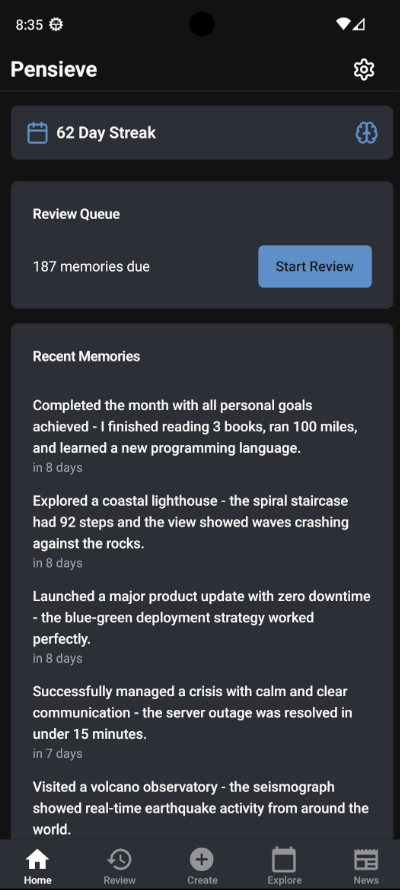 8:35
Pensieve
62 Day Streak
Review Queue
187 memories due
Start Review
Recent Memories
Completed the month with all personal goals
achieved - I finished reading 3 books, ran 100 miles,
and learned a new programming language.
in 8 days
Explored a coastal lighthouse - the spiral staircase
had 92 steps and the view showed waves crashing
against the rocks.
in 8 days
Launched a major product update with zero downtime
- the blue-green deployment strategy worked
perfectly.
in 8 days
Successfully managed a crisis with calm and clear
communication - the server outage was resolved in
under 15 minutes.
in 7 days
Visited a volcano observatory - the seismograph
showed real-time earthquake activity from around the
world.
Home
Review
Create
Explore
News